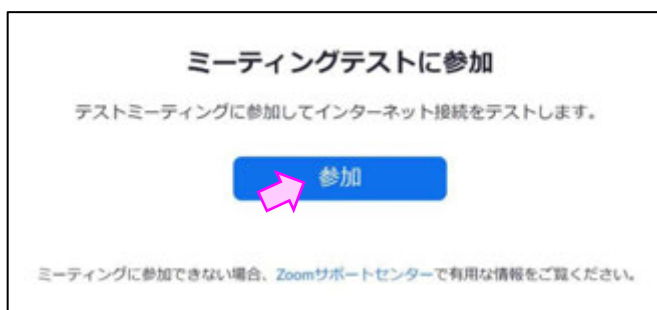 ミーティングテストに参加
テストミーティングに参加してインターネット接続をテストします。
参加
ミーティングに参加できない場合、Zoomサポートセンターで有用な情報をご覧ください。